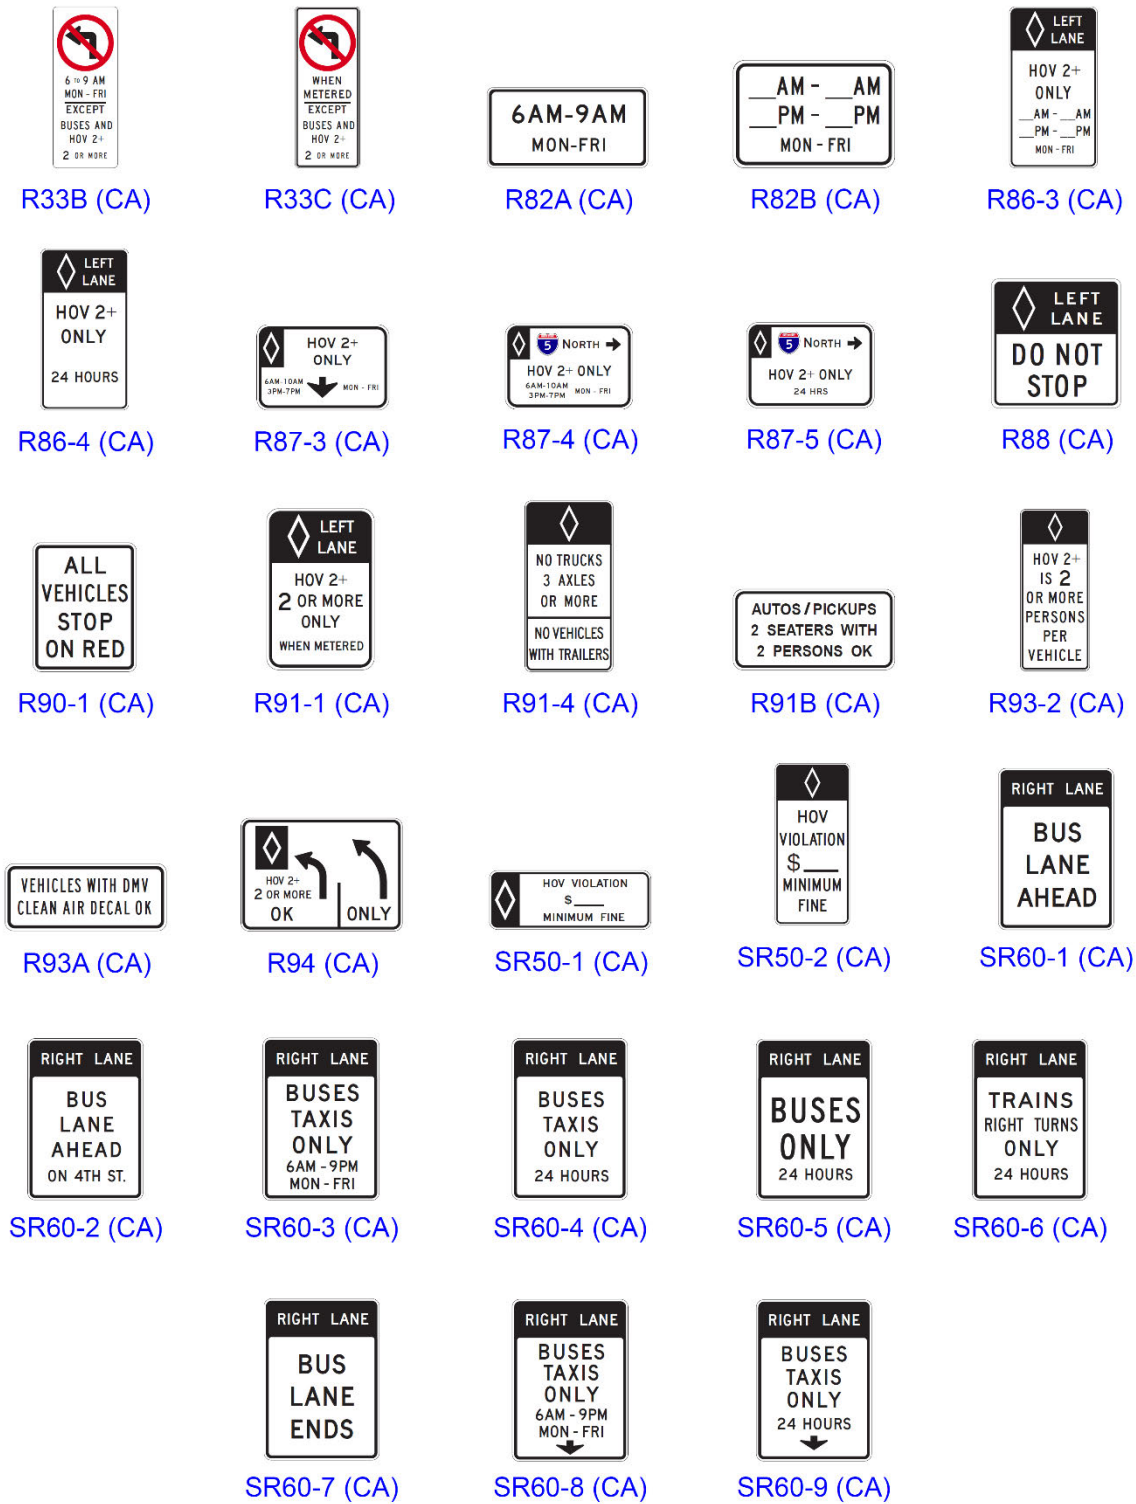 6 TO 9 AM
MON - FRI
EXCEPT
BUSES AND
HOV 2+
2 OR MORE
R33B (CA)
WHEN
METERED
EXCEPT
BUSES AND
HOV 2+
2 OR MORE
R33C (CA)
6AM-9AM
MON-FRI
R82A (CA)
__AM - __AM
__PM - __PM
MON - FRI
R82B (CA)
LEFT
LANE
HOV 2+
ONLY
__AM - __AM
__PM - __PM
MON - FRI
R86-3 (CA)
LEFT
LANE
HOV 2+
ONLY
24 HOURS
R86-4 (CA)
HOV 2+
ONLY
6AM-10AM
3PM-7PM
MON - FRI
R87-3 (CA)
5 NORTH
HOV 2+ ONLY
6AM-10AM
3PM-7PM
MON - FRI
R87-4 (CA)
5 NORTH
HOV 2+ ONLY
24 HRS
R87-5 (CA)
LEFT
LANE
DO NOT
STOP
R88 (CA)
ALL
VEHICLES
STOP
ON RED
R90-1 (CA)
LEFT
LANE
HOV 2+
2 OR MORE
ONLY
WHEN METERED
R91-1 (CA)
NO TRUCKS
3 AXLES
OR MORE
NO VEHICLES
WITH TRAILERS
R91-4 (CA)
AUTOS / PICKUPS
2 SEATERS WITH
2 PERSONS OK
R91B (CA)
HOV 2+
IS 2
OR MORE
PERSONS
PER
VEHICLE
R93-2 (CA)
VEHICLES WITH DMV
CLEAN AIR DECAL OK
R93A (CA)
HOV 2+
2 OR MORE
OK
ONLY
R94 (CA)
HOV VIOLATION
$____
MINIMUM FINE
SR50-1 (CA)
HOV
VIOLATION
$___
MINIMUM
FINE
SR50-2 (CA)
RIGHT LANE
BUS
LANE
AHEAD
SR60-1 (CA)
RIGHT LANE
BUS
LANE
AHEAD
ON 4TH ST.
SR60-2 (CA)
RIGHT LANE
BUSES
TAXIS
ONLY
6AM - 9PM
MON - FRI
SR60-3 (CA)
RIGHT LANE
BUSES
TAXIS
ONLY
24 HOURS
SR60-4 (CA)
RIGHT LANE
BUSES
ONLY
24 HOURS
SR60-5 (CA)
RIGHT LANE
TRAINS
RIGHT TURNS
ONLY
24 HOURS
SR60-6 (CA)
RIGHT LANE
BUS
LANE
ENDS
SR60-7 (CA)
RIGHT LANE
BUSES
TAXIS
ONLY
6AM - 9PM
MON - FRI
SR60-8 (CA)
RIGHT LANE
BUSES
TAXIS
ONLY
24 HOURS
SR60-9 (CA)